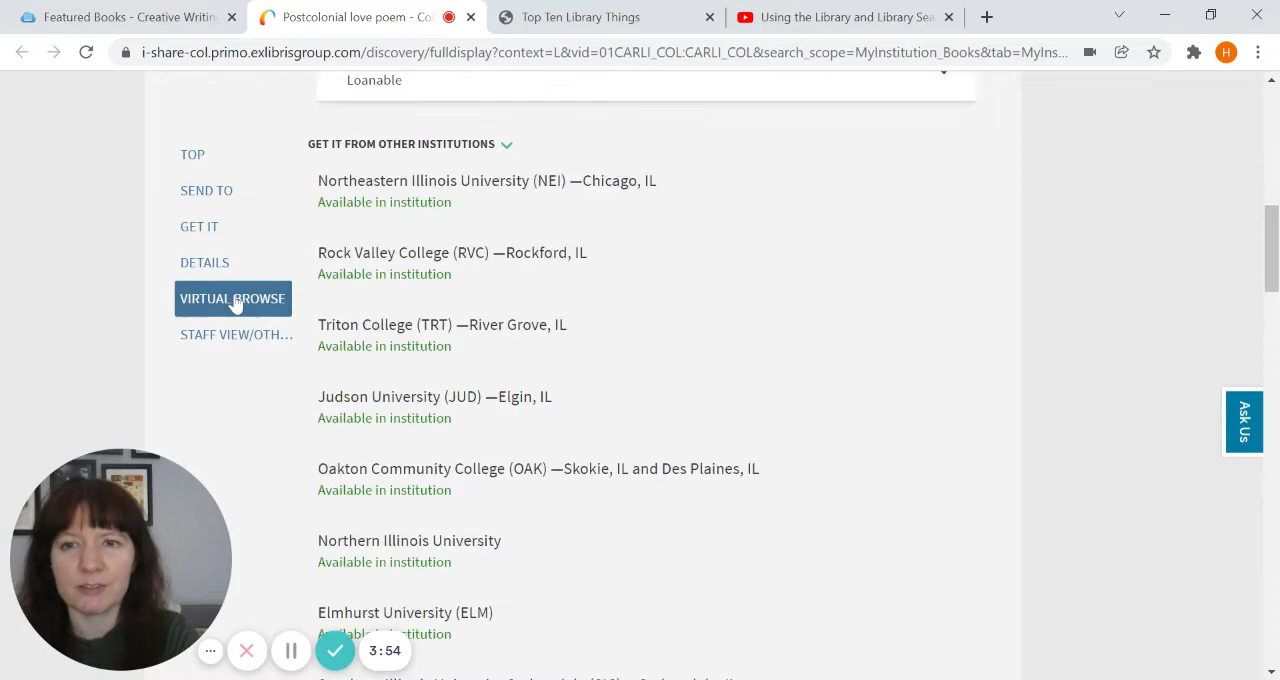 Featured Books - Creative Writin
Postcolonial love poem - Co
Top Ten Library Things
Using the Library and Library Sea
i-share-col.primo.exlibrisgroup.com/discovery/fulldisplay?context=L&vid=01CARLI_COL:CARLI_COL&search_scope=MyInstitution_Books&tab=MyIns...
H
Loanable
GET IT FROM OTHER INSTITUTIONS
TOP
SEND TO
GET IT
DETAILS
VIRTUAL BROWSE
STAFF VIEW/OTH...
Northeastern Illinois University (NEI) —Chicago, IL
Available in institution
Rock Valley College (RVC) —Rockford, IL
Available in institution
Triton College (TRT) —River Grove, IL
Available in institution
Judson University (JUD) —Elgin, IL
Available in institution
Oakton Community College (OAK) —Skokie, IL and Des Plaines, IL
Available in institution
Northern Illinois University
Available in institution
Elmhurst University (ELM)
Available in institution
Ask Us
3:54